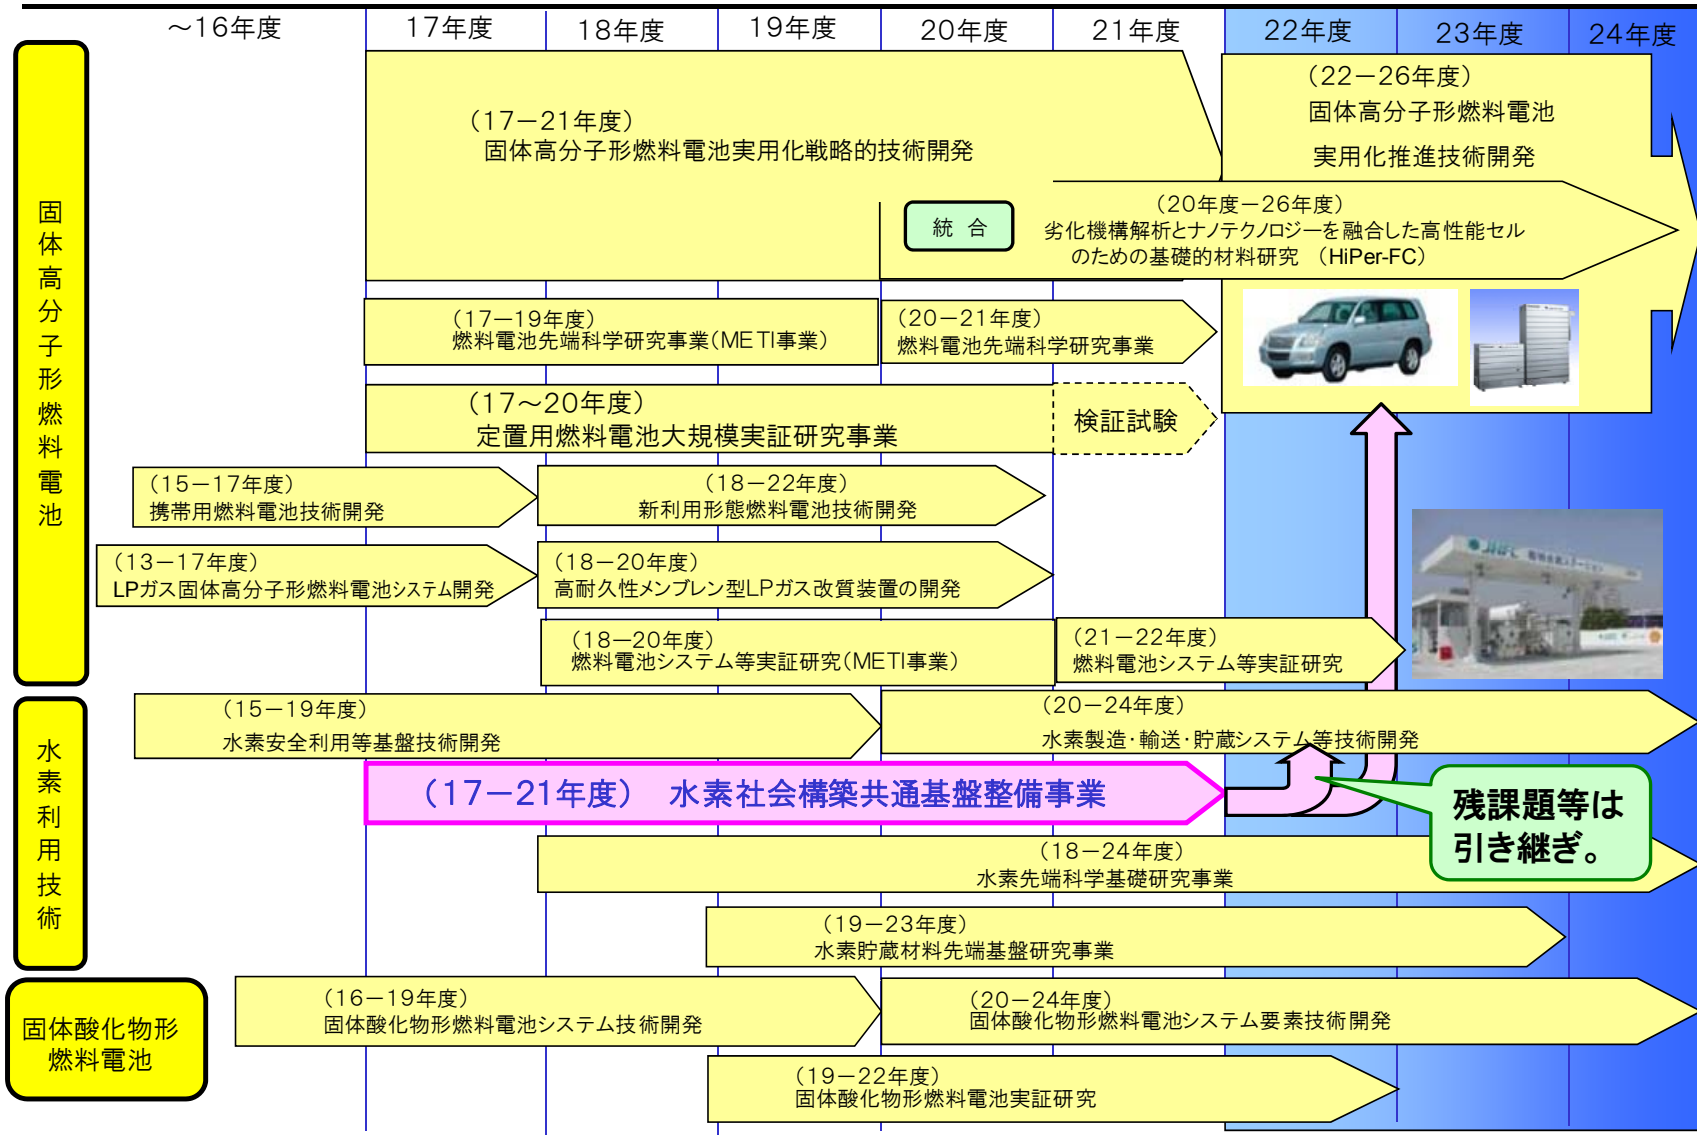 ～16年度
17年度
18年度
19年度
20年度
21年度
22年度
23年度
24年度
固体高分子形燃料電池
（17－21年度）
固体高分子形燃料電池実用化戦略的技術開発
（22－26年度）
固体高分子形燃料電池
実用化推進技術開発
統 合
（20年度－26年度）
劣化機構解析とナノテクノロジーを融合した高性能セル
のための基礎的材料研究 （HiPer-FC）
（17－19年度）
燃料電池先端科学研究事業（METI事業）
（20－21年度）
燃料電池先端科学研究事業
（17～20年度）
定置用燃料電池大規模実証研究事業
検証試験
（15－17年度）
携帯用燃料電池技術開発
（18－22年度）
新利用形態燃料電池技術開発
（13－17年度）
LPガス固体高分子形燃料電池システム開発
（18－20年度）
高耐久性メンブレン型LPガス改質装置の開発
（18－20年度）
燃料電池システム等実証研究（METI事業）
（21－22年度）
燃料電池システム等実証研究
水素利用技術
（15－19年度）
水素安全利用等基盤技術開発
（20－24年度）
水素製造・輸送・貯蔵システム等技術開発
（17－21年度） 水素社会構築共通基盤整備事業
残課題等は
引き継ぎ。
（18－24年度）
水素先端科学基礎研究事業
（19－23年度）
水素貯蔵材料先端基盤研究事業
固体酸化物形
燃料電池
（16－19年度）
固体酸化物形燃料電池システム技術開発
（20－24年度）
固体酸化物形燃料電池システム要素技術開発
（19－22年度）
固体酸化物形燃料電池実証研究